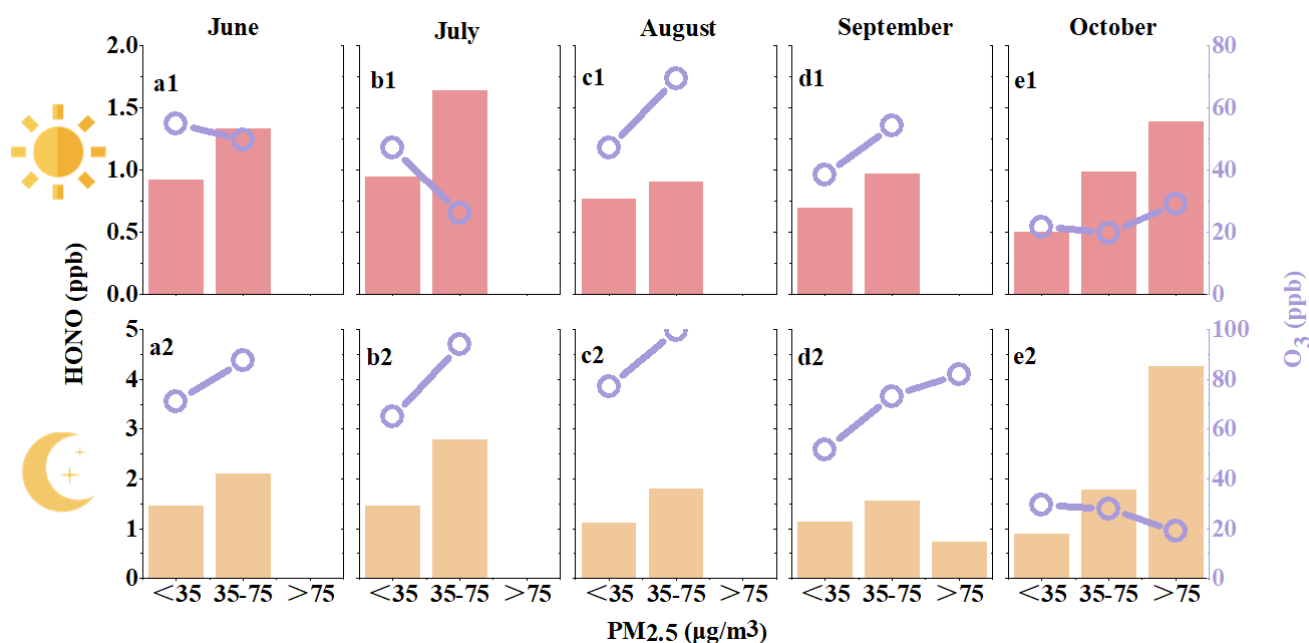 June
July
August
September
October
2.0
1.5
1.0
0.5
0.0
a1
b1
c1
d1
e1
80
60
40
20
0
HONO (ppb)
O3 (ppb)
5
4
3
2
1
0
a2
b2
c2
d2
e2
100
80
60
40
20
0
<35 35-75 >75
<35 35-75 >75
<35 35-75 >75
<35 35-75 >75
<35 35-75 >75
PM2.5 (μg/m3)